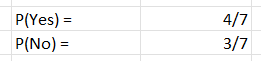 P(Yes) = 4/7
P(No) = 3/7